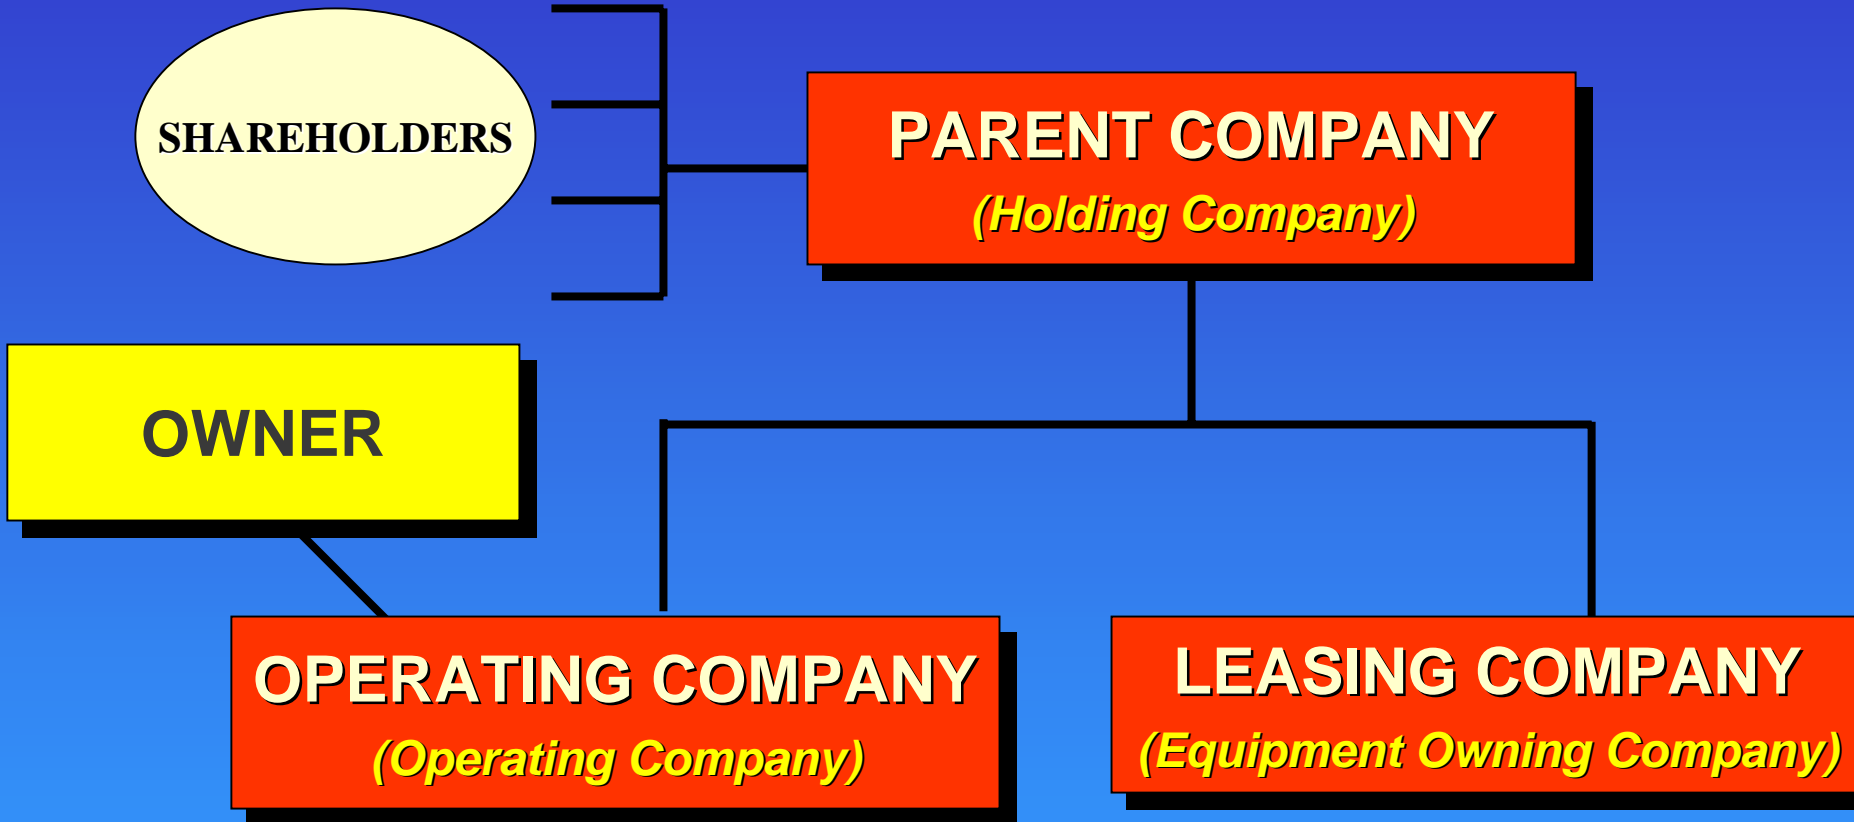 SHAREHOLDERS
PARENT COMPANY
(Holding Company)
OWNER
OPERATING COMPANY
(Operating Company)
LEASING COMPANY
(Equipment Owning Company)